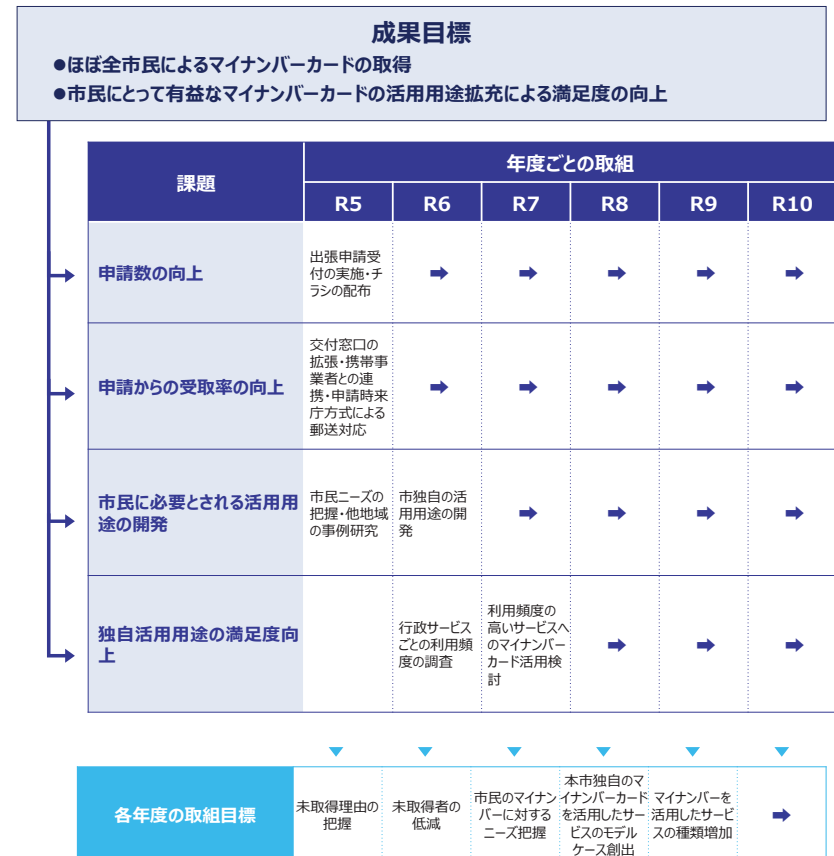 成果目標
●ほぼ全市民によるマイナンバーカードの取得
●市民にとって有益なマイナンバーカードの活用用途拡充による満足度の向上
課題
年度ごとの取組
R5
R6
R7
R8
R9
R10
申請数の向上
出張申請受
付の実施・チ
ラシの配布
➡
➡
➡
➡
➡
申請からの受取率の向上
交付窓口の
拡張・携帯事
業者との連
携・申請時来
庁方式による
郵送対応
➡
➡
➡
➡
➡
市民に必要とされる活用用
途の開発
市民ニーズの
把握・他地域
の事例研究
市独自の活
用用途の開
発
➡
➡
➡
➡
独自活用用途の満足度向
上
行政サービス
ごとの利用頻
度の調査
利用頻度の
高いサービスへ
のマイナンバー
カード活用検
討
➡
➡
➡
各年度の取組目標
未取得理由の
把握
未取得者の
低減
市民のマイナン
バーに対する
ニーズ把握
本市独自のマ
イナンバーカード
を活用したサー
ビスのモデル
ケース創出
マイナンバーを
活用したサービ
スの種類増加
➡